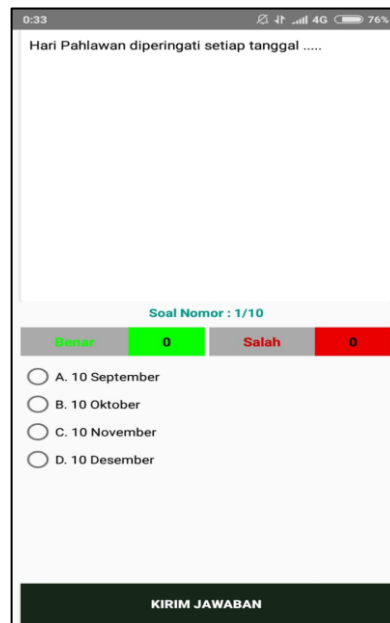 0:33 4G 76%
Hari Pahlawan diperingati setiap tanggal .....
Soal Nomor : 1/10
Benar 0 Salah 0
A. 10 September
B. 10 Oktober
C. 10 November
D. 10 Desember
KIRIM JAWABAN